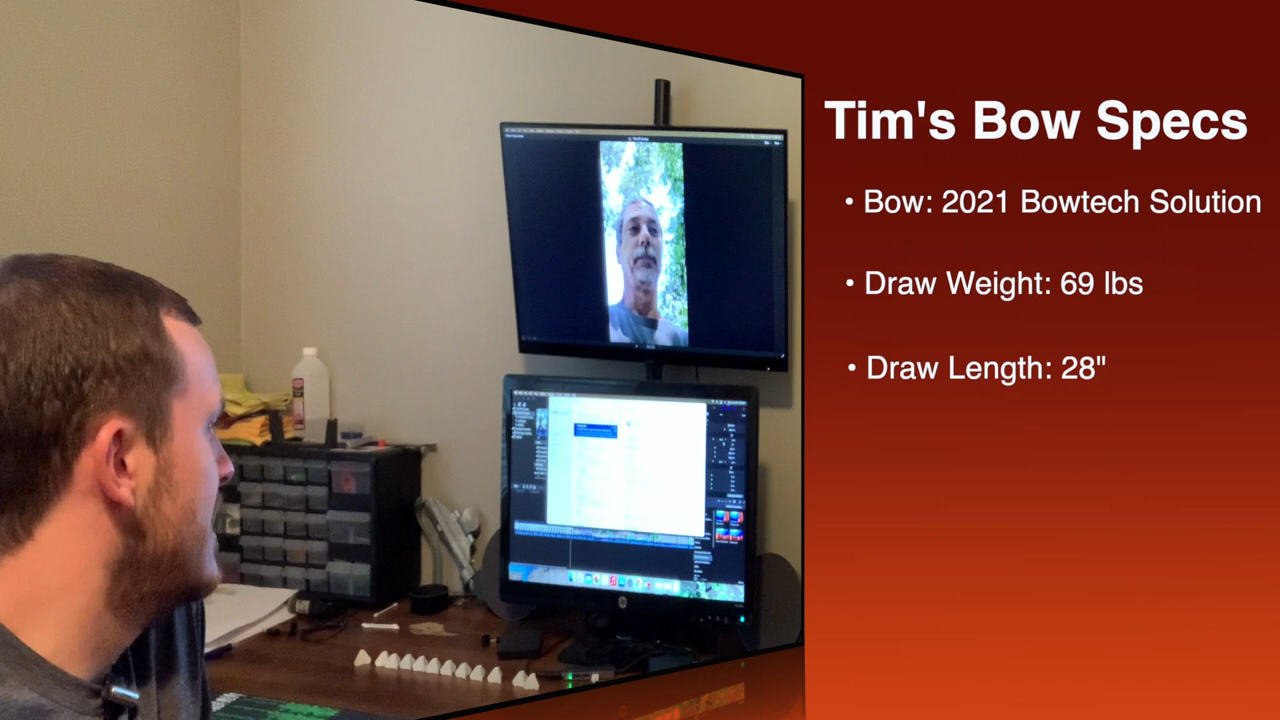 Tim's Bow Specs
• Bow: 2021 Bowtech Solution
• Draw Weight: 69 lbs
• Draw Length: 28"